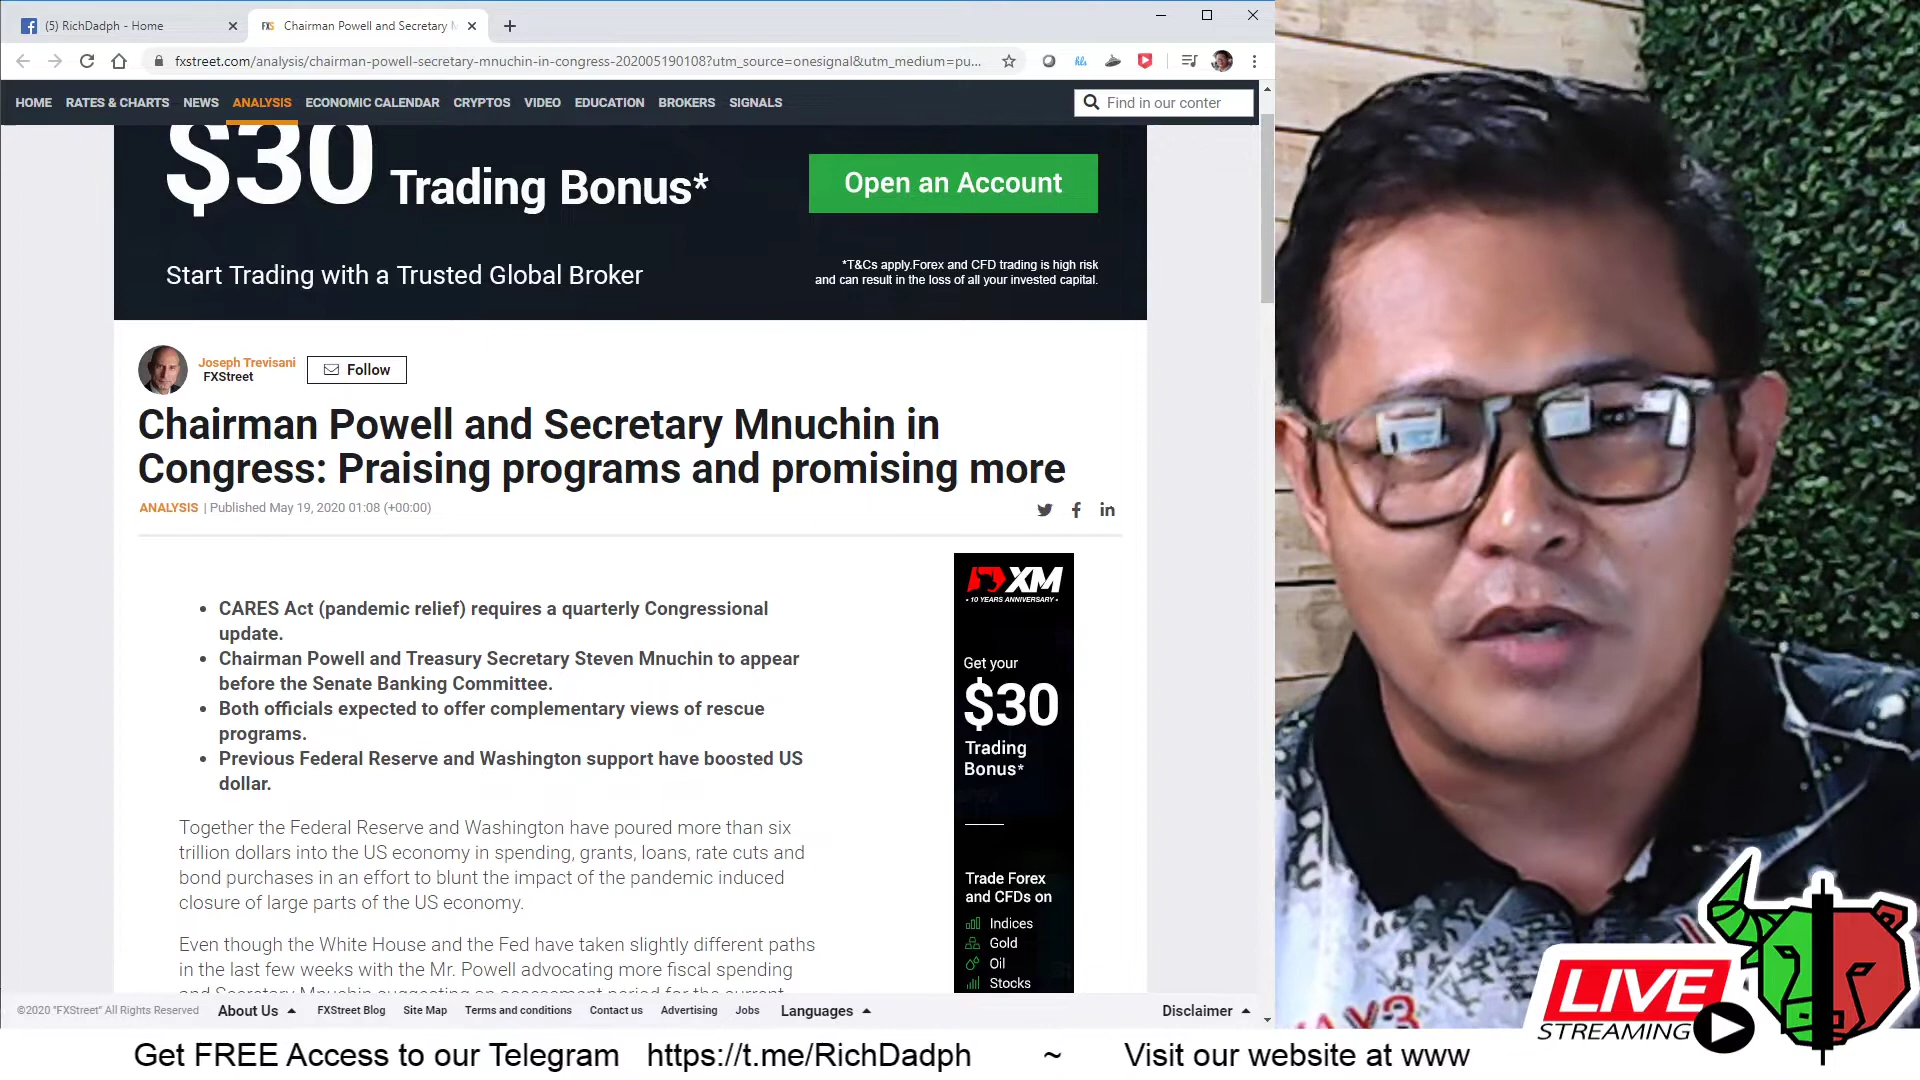 (5) RichDadph - Home
FXS Chairman Powell and Secretary M
fxstreet.com/analysis/chairman-powell-secretary-mnuchin-in-congress-202005190108?utm_source=onesignal&utm_medium=pu...
HOME RATES & CHARTS NEWS ANALYSIS ECONOMIC CALENDAR CRYPTOS VIDEO EDUCATION BROKERS SIGNALS
Find in our conter
$30 Trading Bonus*
Open an Account
Start Trading with a Trusted Global Broker
*T&Cs apply.Forex and CFD trading is high risk
and can result in the loss of all your invested capital.
Joseph Trevisani
FXStreet
Follow
Chairman Powell and Secretary Mnuchin in
Congress: Praising programs and promising more
ANALYSIS | Published May 19, 2020 01:08 (+00:00)
• CARES Act (pandemic relief) requires a quarterly Congressional
update.
• Chairman Powell and Treasury Secretary Steven Mnuchin to appear
before the Senate Banking Committee.
• Both officials expected to offer complementary views of rescue
programs.
• Previous Federal Reserve and Washington support have boosted US
dollar.
Together the Federal Reserve and Washington have poured more than six
trillion dollars into the US economy in spending, grants, loans, rate cuts and
bond purchases in an effort to blunt the impact of the pandemic induced
closure of large parts of the US economy.
Even though the White House and the Fed have taken slightly different paths
in the last few weeks with the Mr. Powell advocating more fiscal spending
and Secretary Mnuchin suggesting an assessment period for the current
XM
• 10 YEARS ANNIVERSARY •
Get your
$30
Trading
Bonus*
Trade Forex
and CFDs on
Indices
Gold
Oil
Stocks
©2020 "FXStreet" All Rights Reserved About Us FXStreet Blog Site Map Terms and conditions Contact us Advertising Jobs Languages Disclaimer
LIVE
STREAMING
Get FREE Access to our Telegram https://t.me/RichDadph ~ Visit our website at www